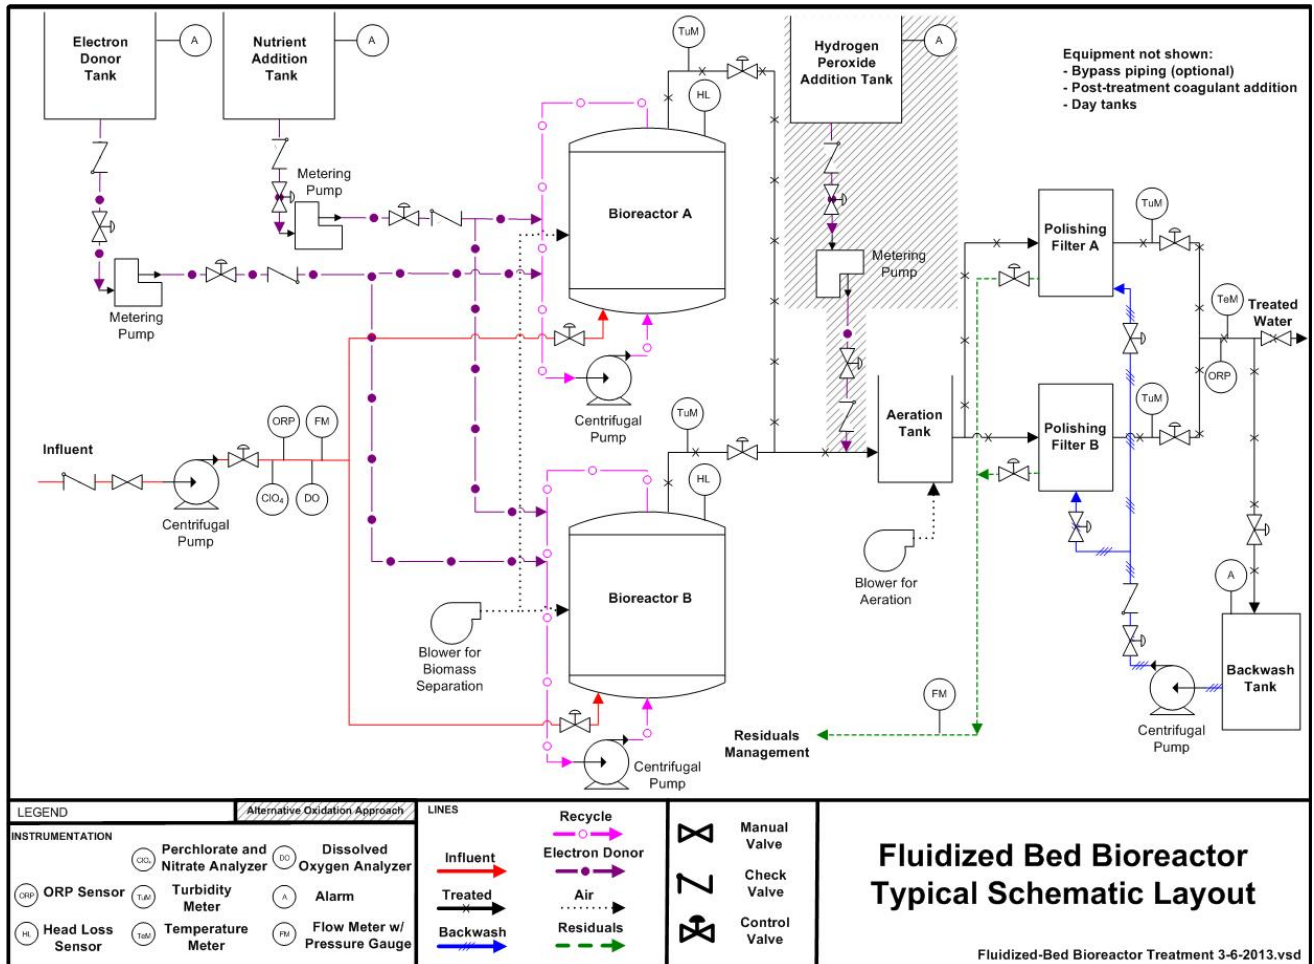 Electron
Donor
Tank
A
Nutrient
Addition
Tank
A
TuM
HL
Hydrogen
Peroxide
Addition Tank
A
Equipment not shown:
- Bypass piping (optional)
- Post-treatment coagulant addition
- Day tanks
Metering
Pump
Bioreactor A
Polishing
Filter A
TuM
Metering
Pump
Metering
Pump
TeM
Treated
Water
ORP
Centrifugal
Pump
Aeration
Tank
Polishing
Filter B
TuM
TuM
Influent
ORP
FM
ClO₄
DO
Centrifugal
Pump
HL
Blower for
Aeration
A
Bioreactor B
Blower for
Biomass
Separation
Backwash
Tank
FM
Residuals
Management
Centrifugal
Pump
Centrifugal
Pump
LEGEND
Alternative Oxidation Approach
INSTRUMENTATION
ClO₄ Perchlorate and
Nitrate Analyzer
DO Dissolved
Oxygen Analyzer
ORP ORP Sensor
TuM Turbidity
Meter
A Alarm
HL Head Loss
Sensor
TeM Temperature
Meter
FM Flow Meter w/
Pressure Gauge
LINES
Recycle
Influent
Electron Donor
Treated
Air
Backwash
Residuals
Manual
Valve
Check
Valve
Control
Valve
Fluidized Bed Bioreactor
Typical Schematic Layout
Fluidized-Bed Bioreactor Treatment 3-6-2013.vsd